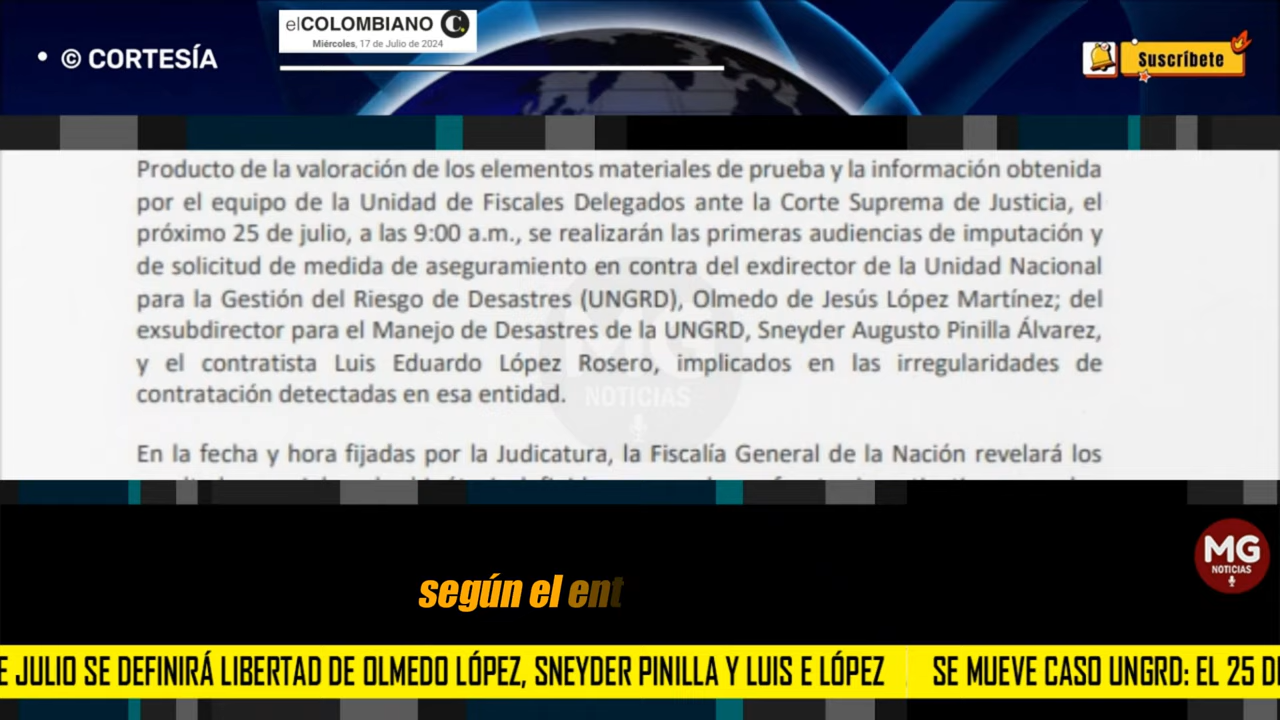 elCOLOMBIANO C
Miércoles, 17 de Julio de 2024
• © CORTESÍA
Suscríbete
Producto de la valoración de los elementos materiales de prueba y la información obtenida
por el equipo de la Unidad de Fiscales Delegados ante la Corte Suprema de Justicia, el
próximo 25 de julio, a las 9:00 a.m., se realizarán las primeras audiencias de imputación y
de solicitud de medida de aseguramiento en contra del exdirector de la Unidad Nacional
para la Gestión del Riesgo de Desastres (UNGRD), Olmedo de Jesús López Martínez; del
exsubdirector para el Manejo de Desastres de la UNGRD, Sneyder Augusto Pinilla Álvarez,
y el contratista Luis Eduardo López Rosero, implicados en las irregularidades de
contratación detectadas en esa entidad.
MG
NOTICIAS
En la fecha y hora fijadas por la Judicatura, la Fiscalía General de la Nación revelará los
MG
NOTICIAS
según el ent
E JULIO SE DEFINIRÁ LIBERTAD DE OLMEDO LÓPEZ, SNEYDER PINILLA Y LUIS E LÓPEZ SE MUEVE CASO UNGRD: EL 25 DE